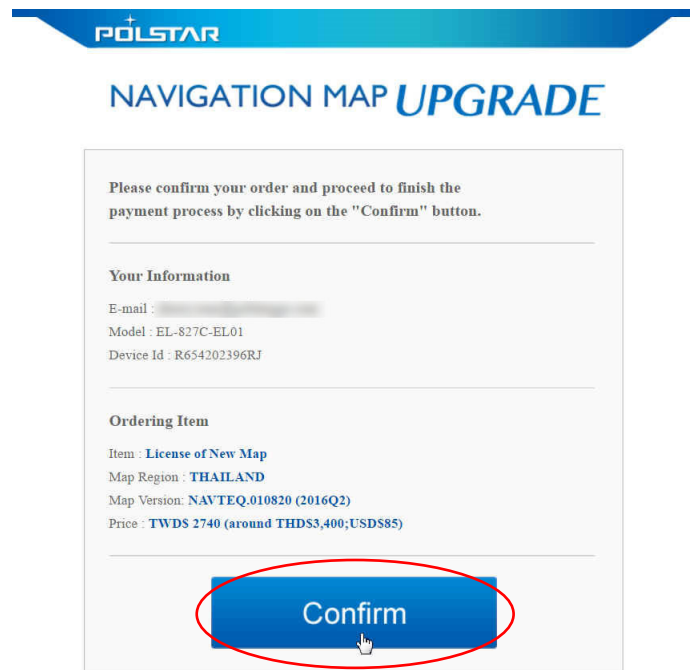 POLSTAR
NAVIGATION MAP UPGRADE
Please confirm your order and proceed to finish the
payment process by clicking on the "Confirm" button.
Your Information
E-mail :
Model : EL-827C-EL01
Device Id : R654202396RJ
Ordering Item
Item : License of New Map
Map Region : THAILAND
Map Version: NAVTEQ.010820 (2016Q2)
Price : TWD$ 2740 (around THD$3,400;USD$85)
Confirm